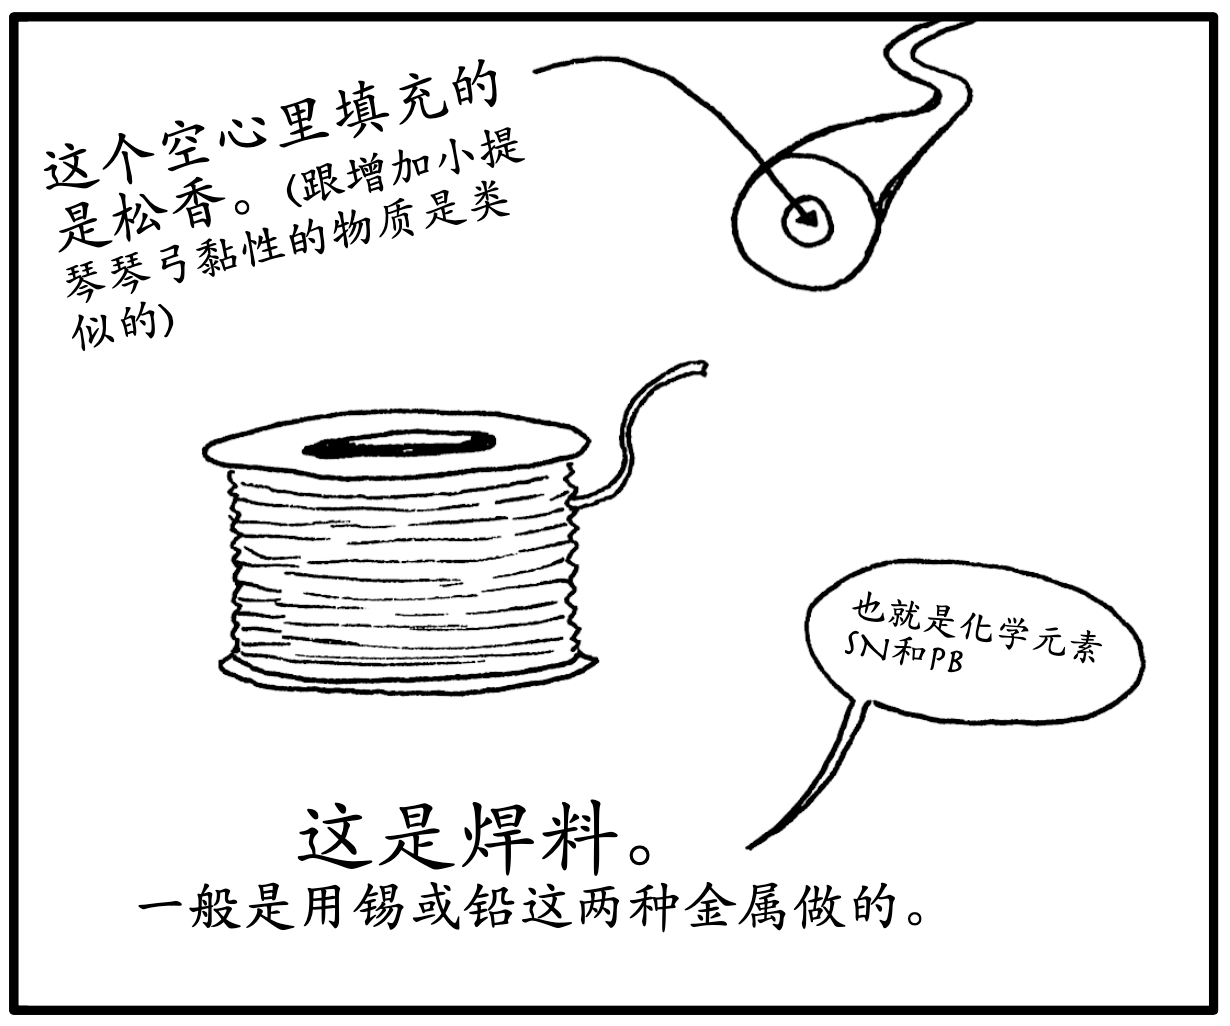 这个空心里填充的
是松香。(跟增加小提
琴琴弓黏性的物质是类
似的)
也就是化学元素
SN和PB
这是焊料。
一般是用锡或铅这两种金属做的。